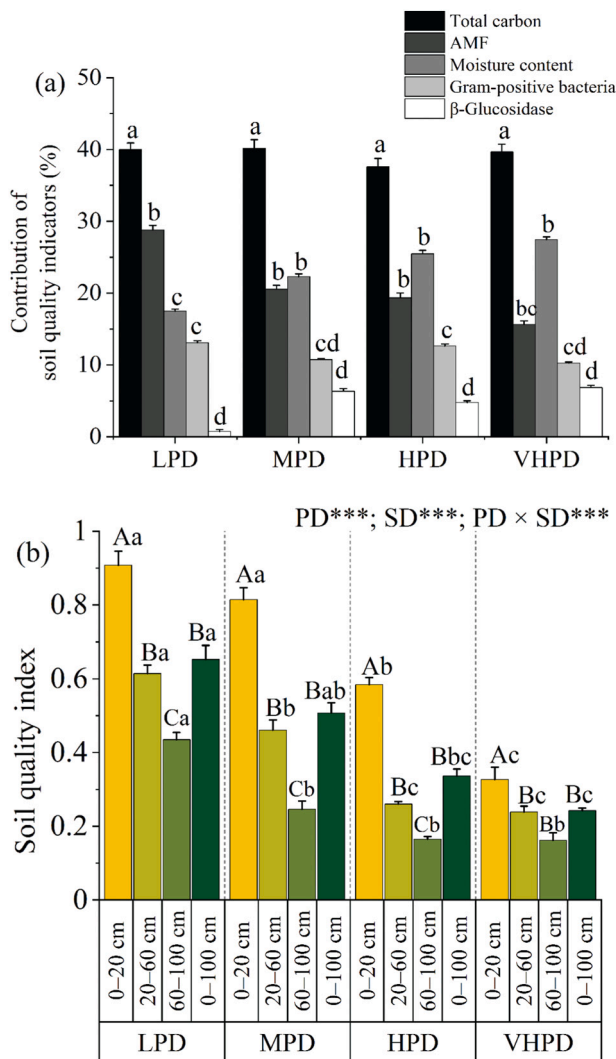 Total carbon
AMF
Moisture content
Gram-positive bacteria
β-Glucosidase
(a)
Contribution of
soil quality indicators (%)
50
40
30
20
10
0
a
b
c
c
d
a
b
b
cd
d
a
b
b
c
d
a
bc
b
cd
d
LPD
MPD
HPD
VHPD
(b)
PD***; SD***; PD × SD***
Soil quality index
1
0.8
0.6
0.4
0.2
0
Aa
Ba
Ca
Ba
Aa
Bb
Cb
Bab
Ab
Bc
Cb
Bbc
Ac
Bc
Bb
Bc
0–20 cm
20–60 cm
60–100 cm
0–100 cm
0–20 cm
20–60 cm
60–100 cm
0–100 cm
0–20 cm
20–60 cm
60–100 cm
0–100 cm
0–20 cm
20–60 cm
60–100 cm
0–100 cm
LPD
MPD
HPD
VHPD